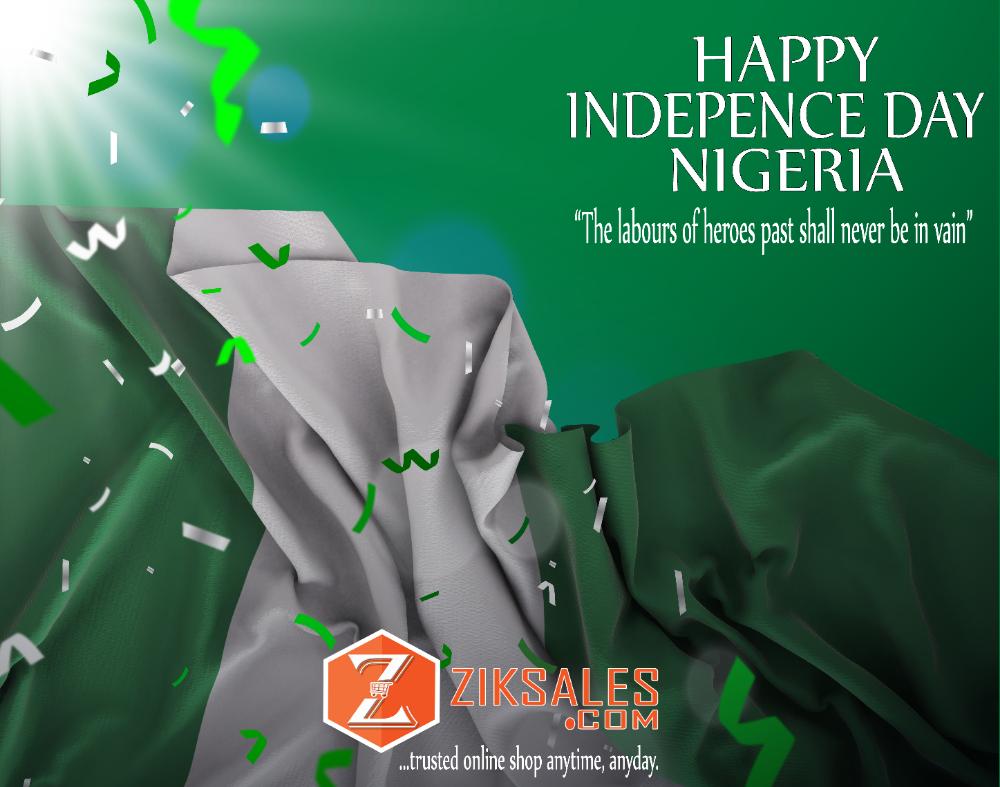 HAPPY
INDEPENCE DAY
NIGERIA
“The labours of heroes past shall never be in vain”
Z
ZIKSALES
.COM
...trusted online shop anytime, anyday.